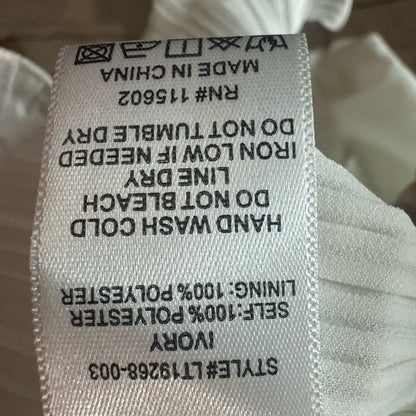 STYLE# LT19268-003
IVORY
SELF:100% POLYESTER
LINING: 100% POLYESTER
HAND WASH COLD
DO NOT BLEACH
LINE DRY
IRON LOW IF NEEDED
DO NOT TUMBLE DRY
RN# 115602
MADE IN CHINA